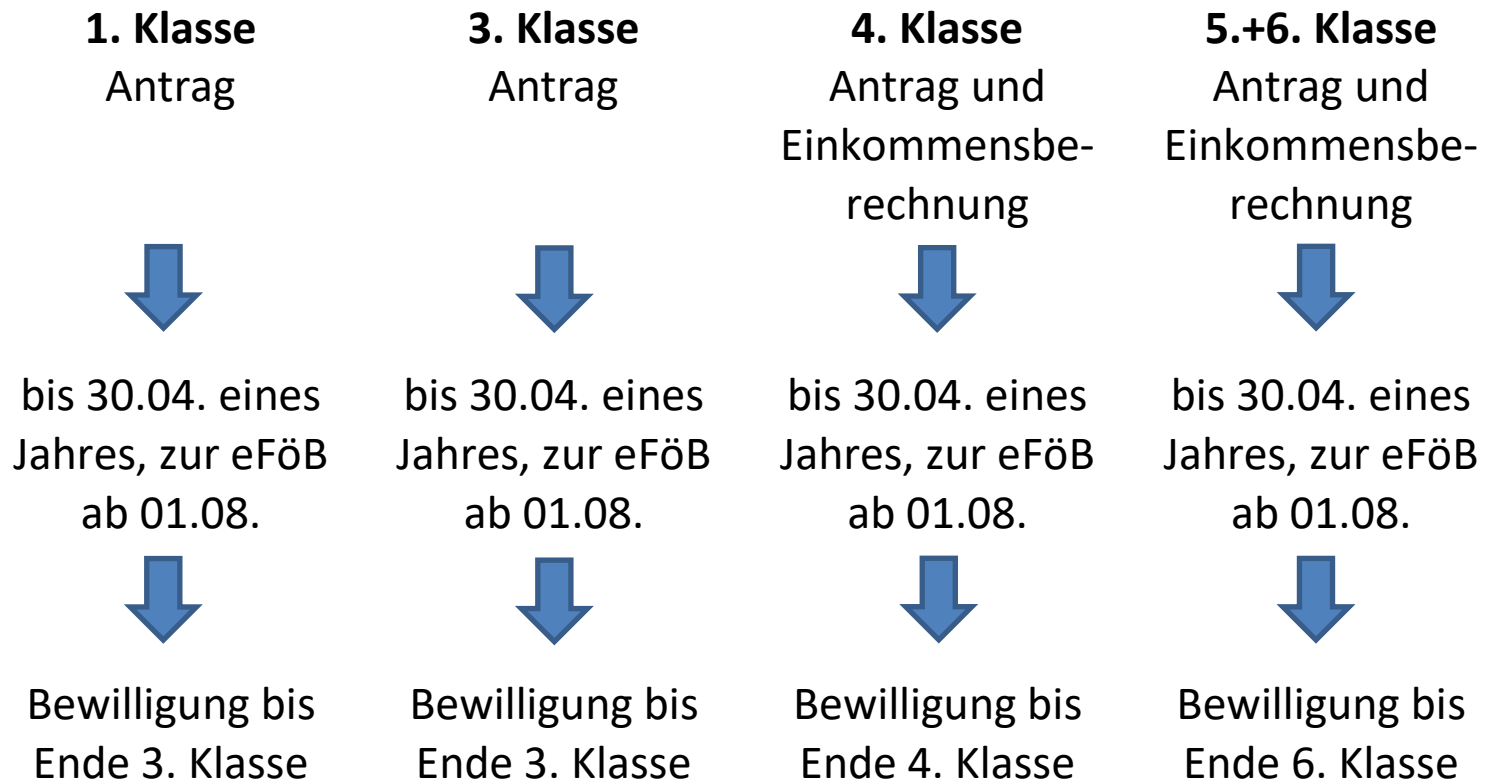 1. Klasse
Antrag
3. Klasse
Antrag
4. Klasse
Antrag und
Einkommensbe-
rechnung
5.+6. Klasse
Antrag und
Einkommensbe-
rechnung
bis 30.04. eines
Jahres, zur eFöB
ab 01.08.
bis 30.04. eines
Jahres, zur eFöB
ab 01.08.
bis 30.04. eines
Jahres, zur eFöB
ab 01.08.
bis 30.04. eines
Jahres, zur eFöB
ab 01.08.
Bewilligung bis
Ende 3. Klasse
Bewilligung bis
Ende 3. Klasse
Bewilligung bis
Ende 4. Klasse
Bewilligung bis
Ende 6. Klasse